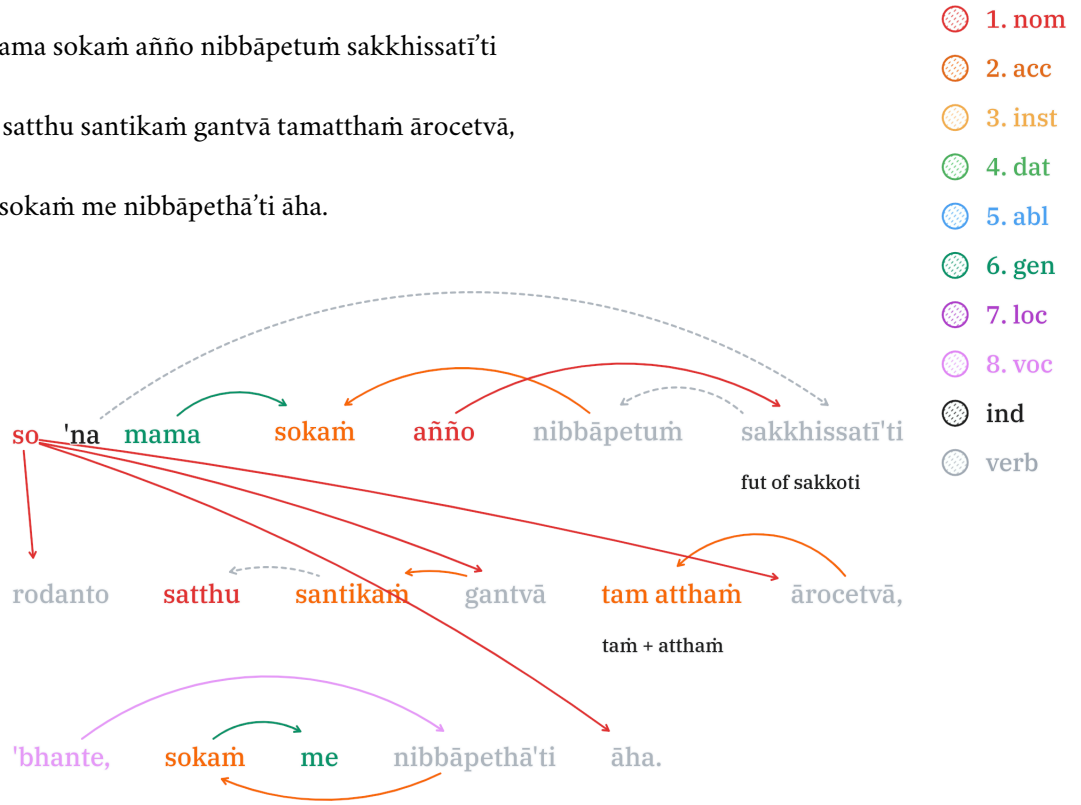 ama sokaṁ añño nibbāpetuṁ sakkhissatī’ti
satthu santikaṁ gantvā tamatthaṁ ārocetvā,
sokaṁ me nibbāpethā’ti āha.
1. nom
2. acc
3. inst
4. dat
5. abl
6. gen
7. loc
8. voc
ind
verb
so 'na mama sokaṁ añño nibbāpetuṁ sakkhissatī'ti
fut of sakkoti
rodanto satthu santikaṁ gantvā tam atthaṁ ārocetvā,
taṁ + atthaṁ
'bhante, sokaṁ me nibbāpethā'ti āha.